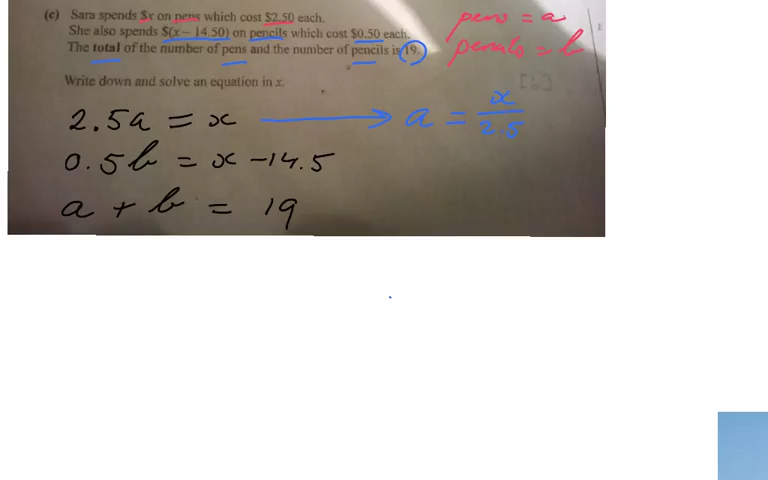 (c) Sara spends $x on pens which cost $2.50 each.
She also spends $(x − 14.50) on pencils which cost $0.50 each.
The total of the number of pens and the number of pencils is 19.
Write down and solve an equation in x.
pens = a
pencils = b
2.5a = x → a = x/2.5
0.5b = x - 14.5
a + b = 19